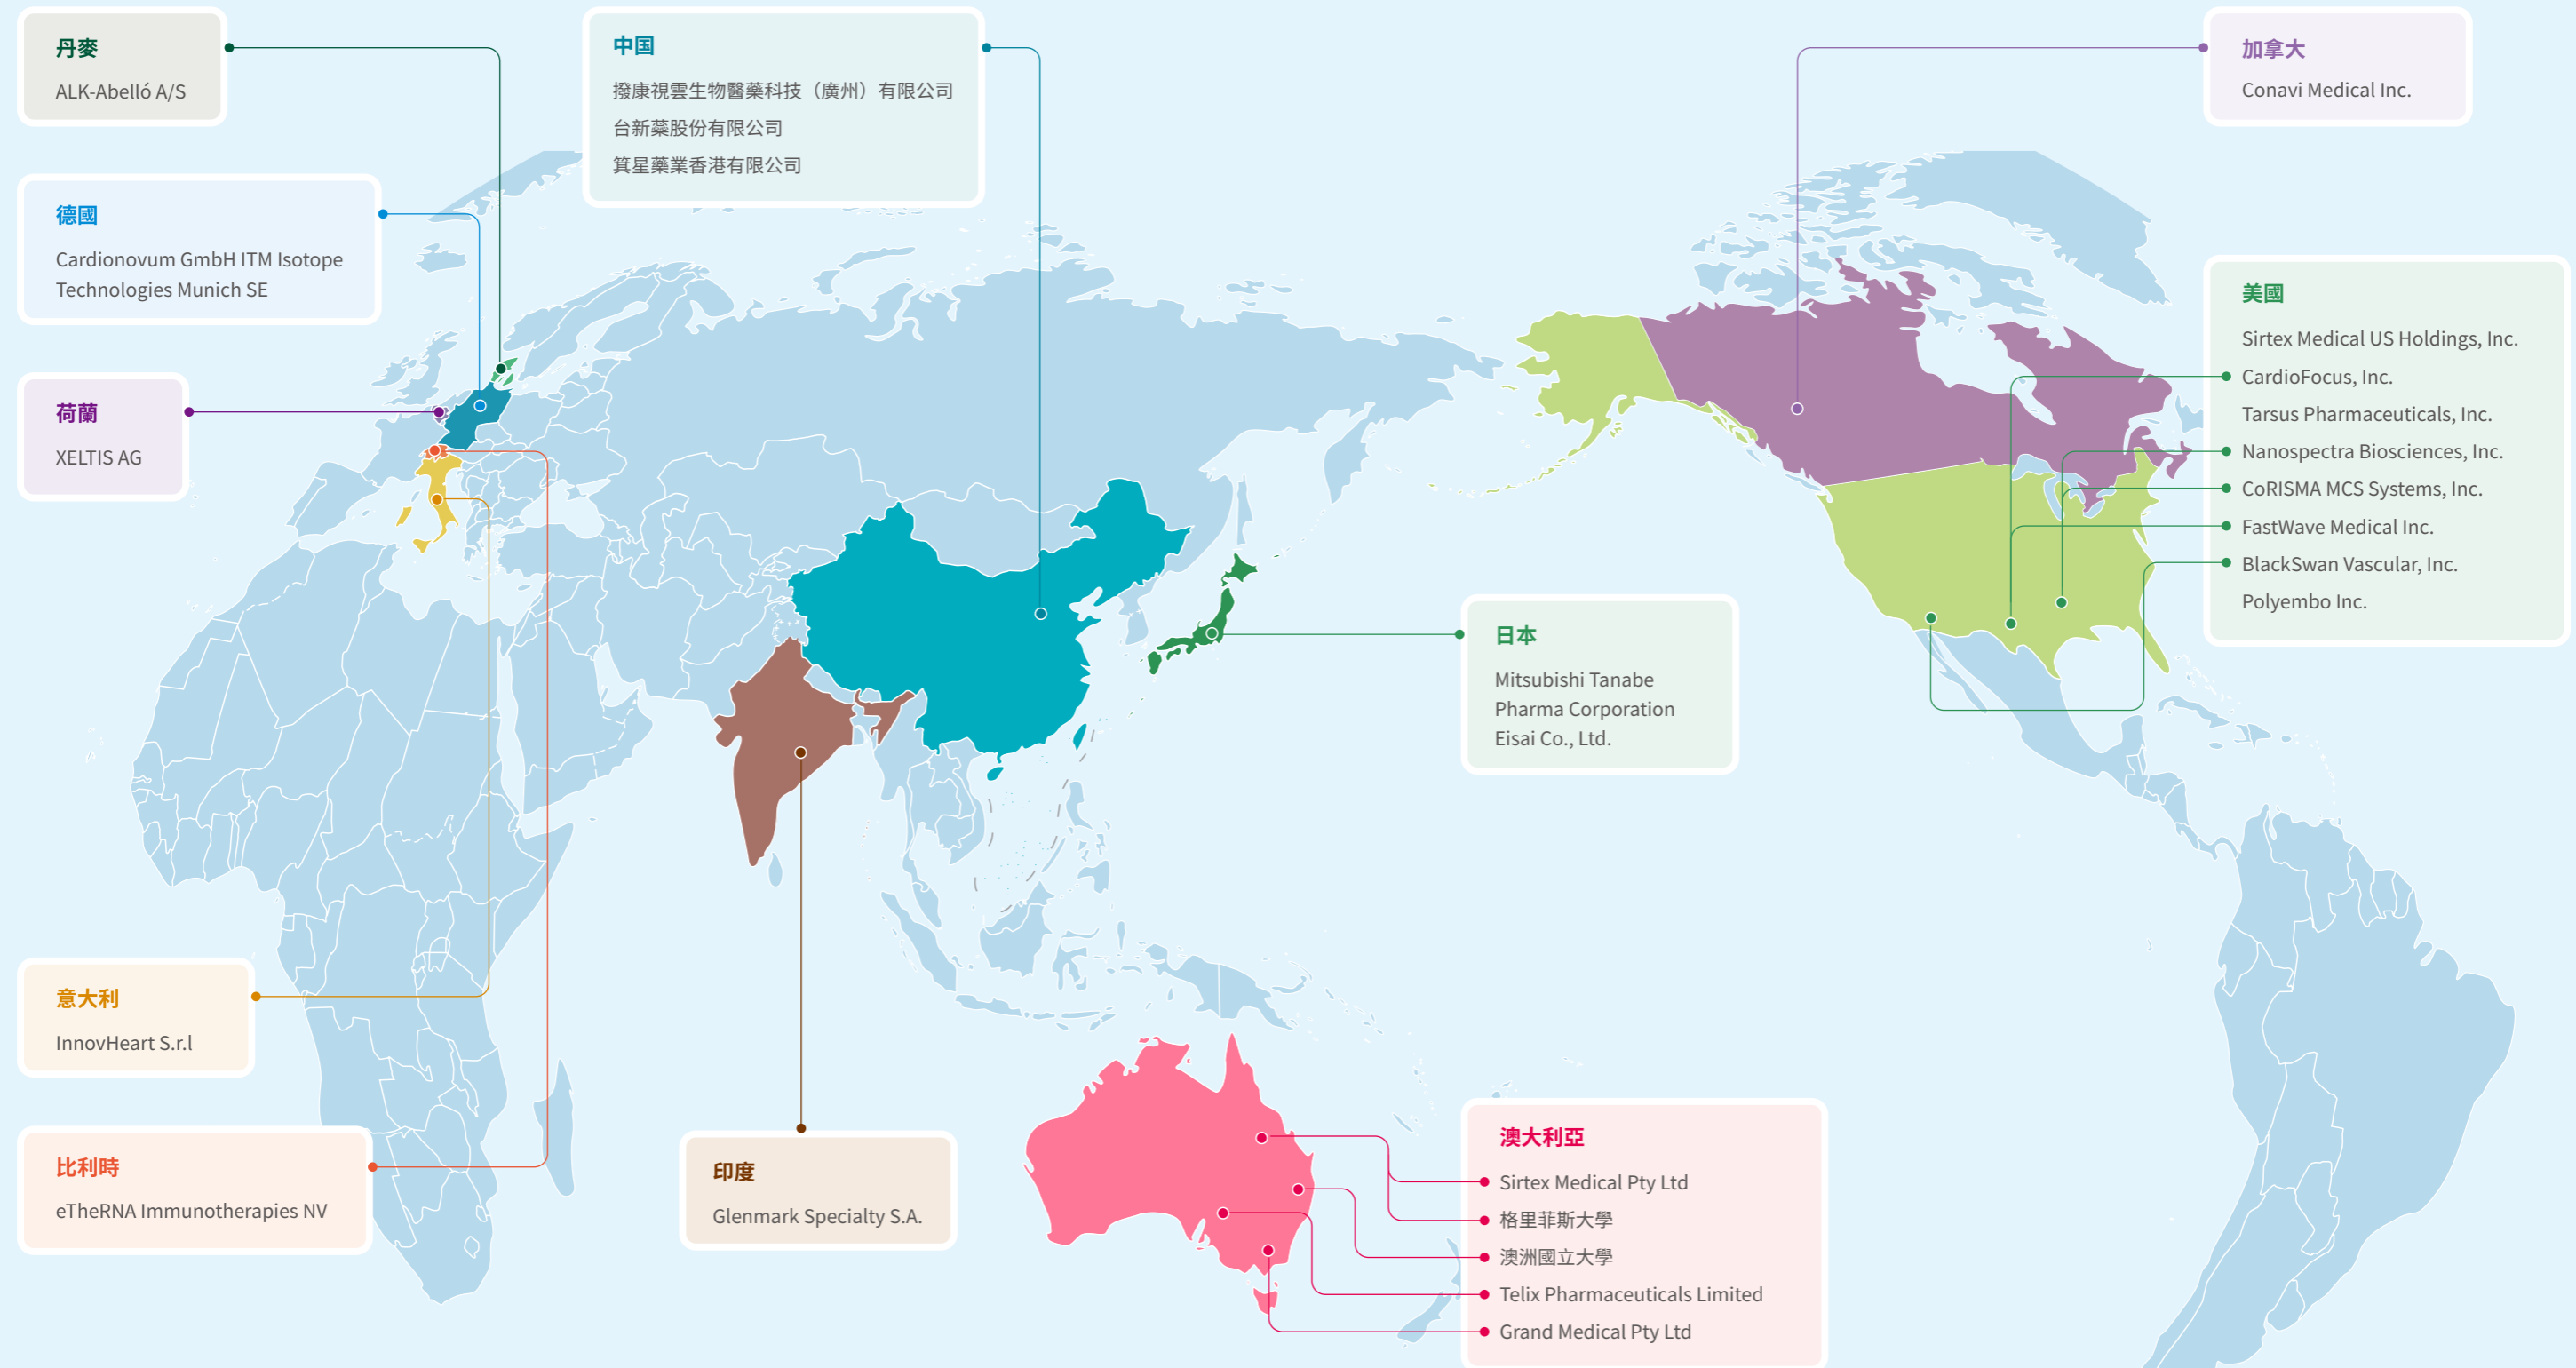 丹麥
ALK-Abelló A/S
德國
Cardionovum GmbH ITM Isotope
Technologies Munich SE
荷蘭
XELTIS AG
意大利
InnovHeart S.r.l
比利時
eTheRNA Immunotherapies NV
中国
撥康視雲生物醫藥科技（廣州）有限公司
台新藥股份有限公司
箕星藥業香港有限公司
印度
Glenmark Specialty S.A.
日本
Mitsubishi Tanabe
Pharma Corporation
Eisai Co., Ltd.
澳大利亞
Sirtex Medical Pty Ltd
格里菲斯大學
澳洲國立大學
Telix Pharmaceuticals Limited
Grand Medical Pty Ltd
加拿大
Conavi Medical Inc.
美國
Sirtex Medical US Holdings, Inc.
CardioFocus, Inc.
Tarsus Pharmaceuticals, Inc.
Nanospectra Biosciences, Inc.
CoRISMA MCS Systems, Inc.
FastWave Medical Inc.
BlackSwan Vascular, Inc.
Polyembo Inc.